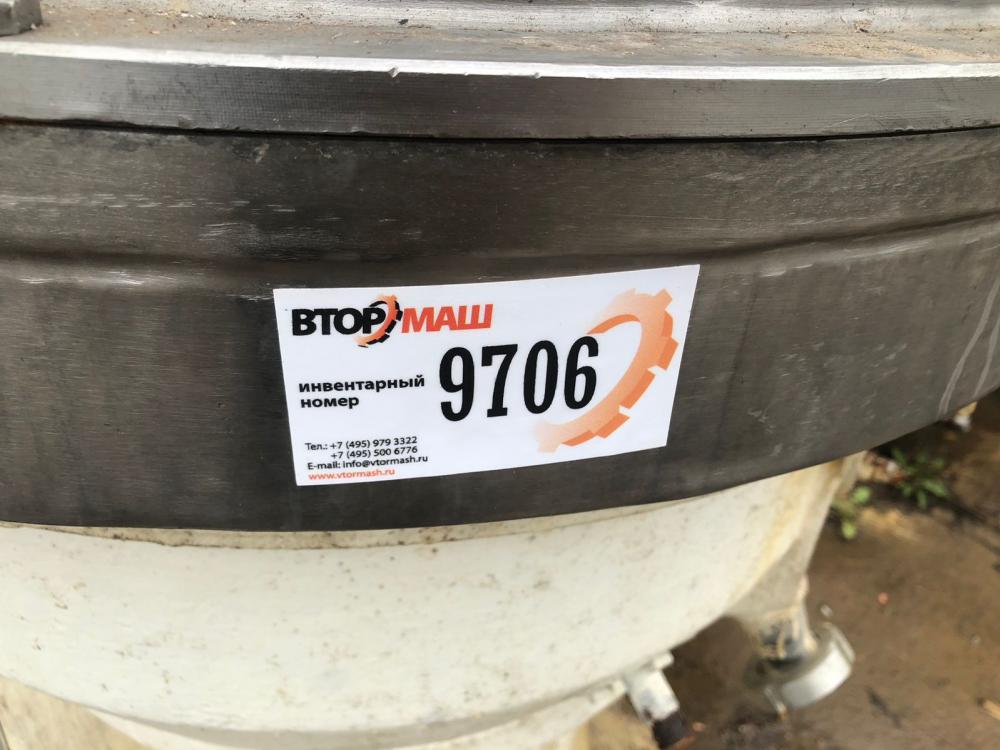 ВТОРМАШ
инвентарный
номер
9706
Тел.: +7 (495) 979 3322
+7 (495) 500 6776
E-mail: info@vtormash.ru
www.vtormash.ru